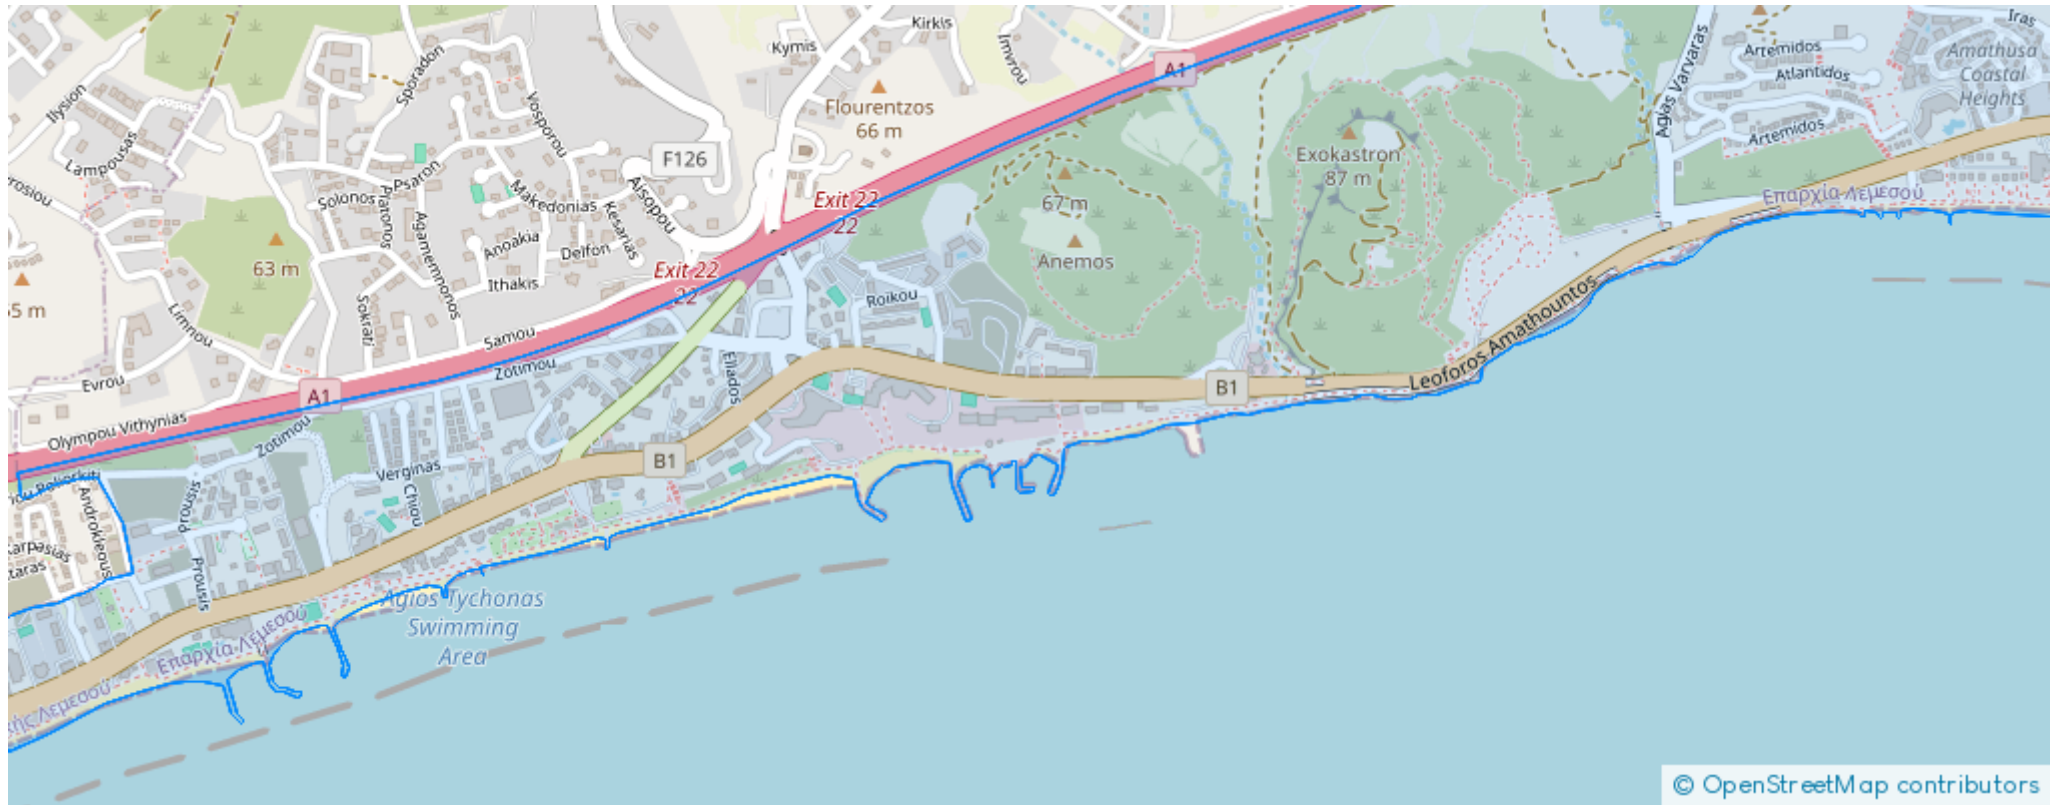 Kirkis
Kymis
Imvrou
A1
Iras
Artemidos
Amathusa
Coastal
Heights
Atlantidos
Agias Varvaras
Artemidos
Ilysion
Sporadon
Vosporou
Flourentzos
66 m
Lampousas
F126
Exokastron
87 m
Psaron
Solonos
Platonos
Makedonias
Aisopou
Kesarias
Agamemnonos
Anoakia
Delfon
Ithakis
Exit 22
22
67 m
Anemos
Επαρχία Λεμεσού
63 m
55 m
Exit 22
22
Roikou
Sokrati
Limnou
Samou
Zotimou
Ellados
Evrou
A1
B1
Leoforos Amathountos
Olympou Vithynias
Zotimou
B1
Verginas
Chiou
Androkleous
Prousis
Karpasias
Prousis
Agios Tychonas
Swimming
Area
Επαρχία Λεμεσού
Λεμεσού
© OpenStreetMap contributors